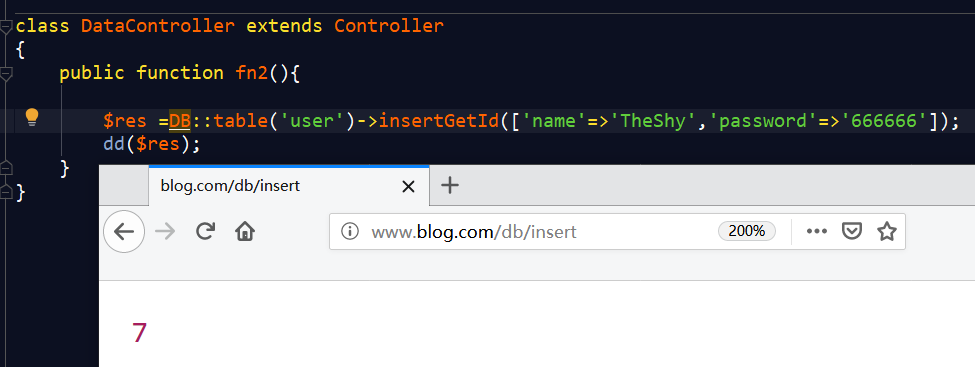 class DataController extends Controller
{
public function fn2(){
$res =DB::table('user')->insertGetId(['name'=>'TheShy','password'=>'666666']);
dd($res);
}
}
blog.com/db/insert
www.blog.com/db/insert 200%
7